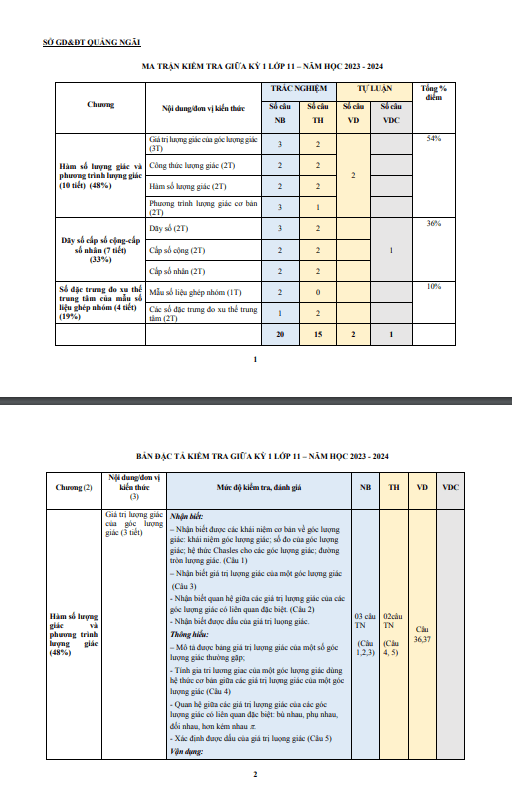 SỞ GD&ĐT QUẢNG NGÃI
MA TRẬN KIỂM TRA GIỮA KỲ 1 LỚP 11 – NĂM HỌC 2023 - 2024
Chương
Nội dung/đơn vị kiến thức
TRẮC NGHIỆM
TỰ LUẬN
Tổng %
điểm
Số câu
NB
Số câu
TH
Số câu
VD
Số câu
VDC
Hàm số lượng giác và
phương trình lượng giác
(10 tiết) (48%)
Giá trị lượng giác của góc lượng giác
(3T)
3
2
2
54%
Công thức lượng giác (2T)
2
2
Hàm số lượng giác (2T)
2
2
Phương trình lượng giác cơ bản
(2T)
3
1
Dãy số cấp số cộng-cấp
số nhân (7 tiết)
(33%)
Dãy số (2T)
3
2
1
36%
Cấp số cộng (2T)
2
2
Cấp số nhân (2T)
2
2
Số đặc trưng đo xu thế
trung tâm của mẫu số
liệu ghép nhóm (4 tiết)
(19%)
Mẫu số liệu ghép nhóm (1T)
2
0
10%
Các số đặc trưng đo xu thế trung
tâm (2T)
1
2
20
15
2
1
1
BẢN ĐẶC TẢ KIỂM TRA GIỮA KỲ 1 LỚP 11 – NĂM HỌC 2023 - 2024
Chương (2)
Nội dung/đơn vị
kiến thức
(3)
Mức độ kiểm tra, đánh giá
NB
TH
VD
VDC
Hàm số lượng
giác và
phương trình
lượng giác
(48%)
Giá trị lượng giác
của góc lượng
giác (3 tiết)
Nhận biết:
– Nhận biết được các khái niệm cơ bản về góc lượng
giác: khái niệm góc lượng giác; số đo của góc lượng
giác; hệ thức Chasles cho các góc lượng giác; đường
tròn lượng giác. (Câu 1)
– Nhận biết giá trị lượng giác của một góc lượng giác
(Câu 3)
- Nhận biết quan hệ giữa các giá trị lượng giác của các
góc lượng giác có liên quan đặc biệt. (Câu 2)
- Nhận biết được dấu của giá trị lượng giác.
Thông hiểu:
– Mô tả được bảng giá trị lượng giác của một số góc
lượng giác thường gặp;
- Tính gia trị lương giac của một góc lượng giác dùng
hệ thức cơ bản giữa các giá trị lượng giác của một góc
lượng giác (Câu 4)
- Quan hệ giữa các giá trị lượng giác của các góc
lượng giác có liên quan đặc biệt: bù nhau, phụ nhau,
đối nhau, hơn kém nhau π.
- Xác định được dấu của giá trị lượng giác (Câu 5)
Vận dụng:
03 câu
TN
(Câu
1,2,3)
02câu
TN
(Câu
4, 5)
Câu
36,37
2